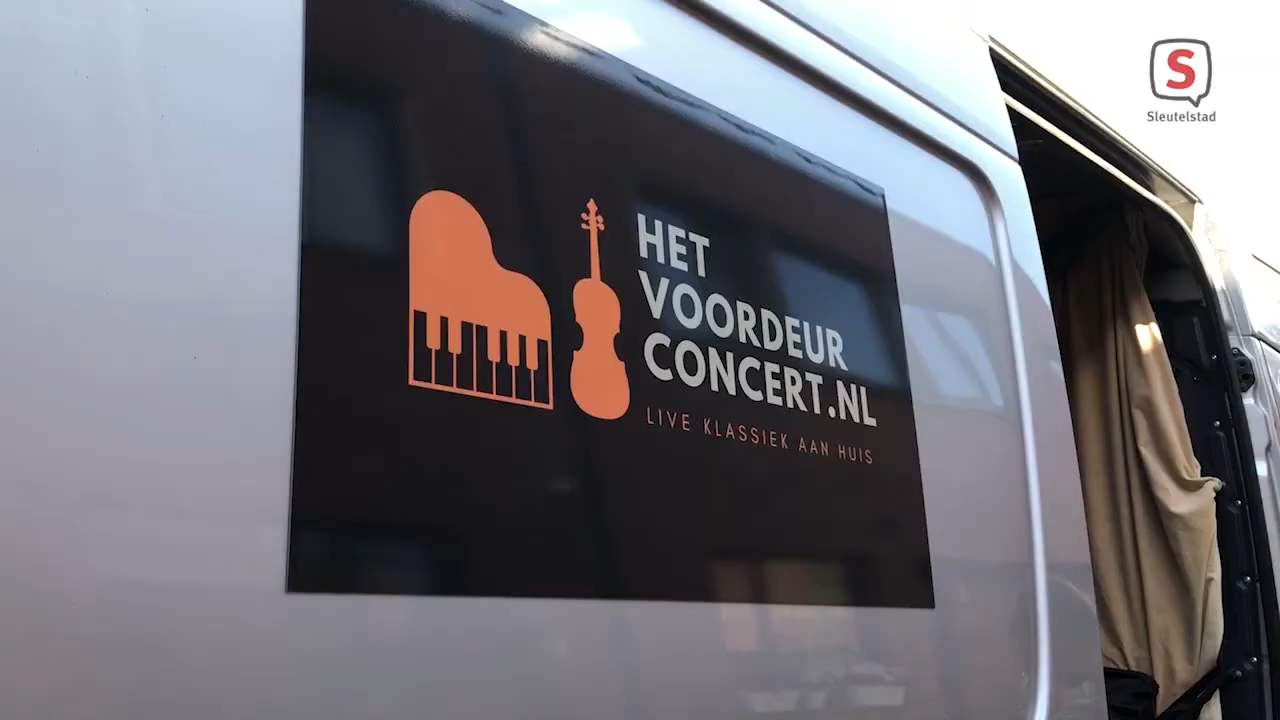 S
Sleutelstad
HET
VOORDEUR
CONCERT.NL
LIVE KLASSIEK AAN HUIS